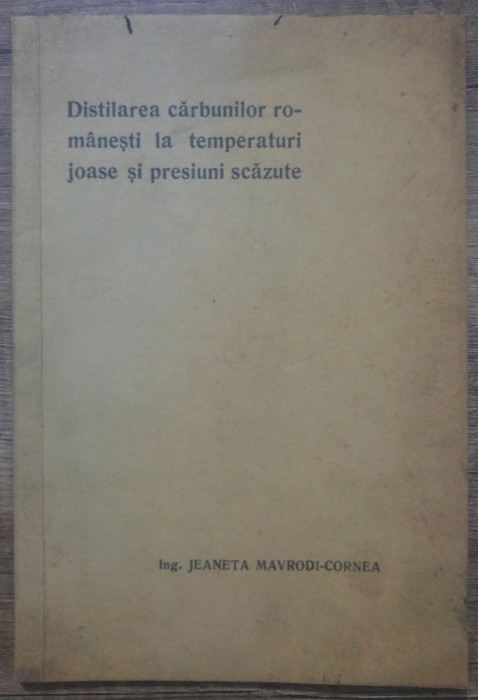 Distilarea cărbunilor ro-
mânești la temperaturi
joase și presiuni scăzute
Ing. JEANETA MAVRODI-CORNEA